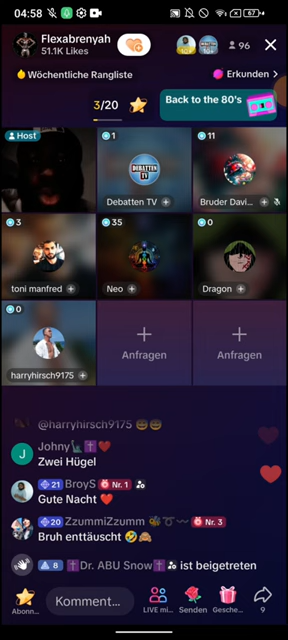 04:58
67
Flexabrenyah
51.1K Likes
96
Wöchentliche Rangliste
Erkunden >
3/20
Back to the 80's
Host
1
DEBATTEN TV
Debatten TV +
11
Bruder Davi... +
3
toni manfred +
35
Neo +
0
Dragon +
0
harryhirsch9175 +
+
Anfragen
+
Anfragen
@harryhirsch9175 😄😄
J
Johny🗽✝️❤️
Zwei Hügel
21 BroyS Nr. 1
Gute Nacht ❤️
20 ZzummiZzumm 🐝➰〰️ Nr. 3
Bruh enttäuscht 🤣🙈
8 ✝️Dr. ABU Snow✝️ ist beigetreten
Abonn...
Komment...
LIVE mi...
Senden
Gesche...
9